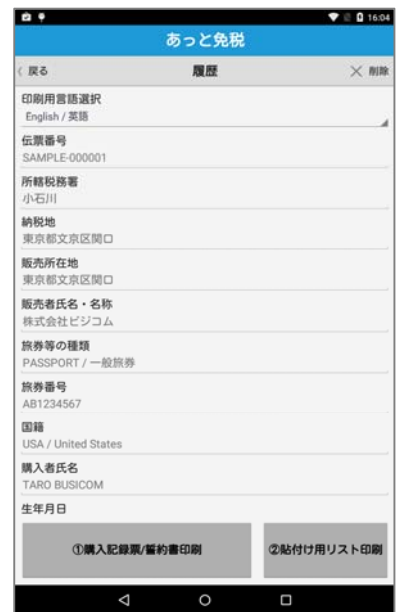 16:04
あっと免税
戻る 履歴 削除
印刷用言語選択
English / 英語
伝票番号
SAMPLE-000001
所轄税務署
小石川
納税地
東京都文京区関口
販売所在地
東京都文京区関口
販売者氏名・名称
株式会社ビジコム
旅券等の種類
PASSPORT / 一般旅券
旅券番号
AB1234567
国籍
USA / United States
購入者氏名
TARO BUSICOM
生年月日
①購入記録票/誓約書印刷 ②貼付け用リスト印刷